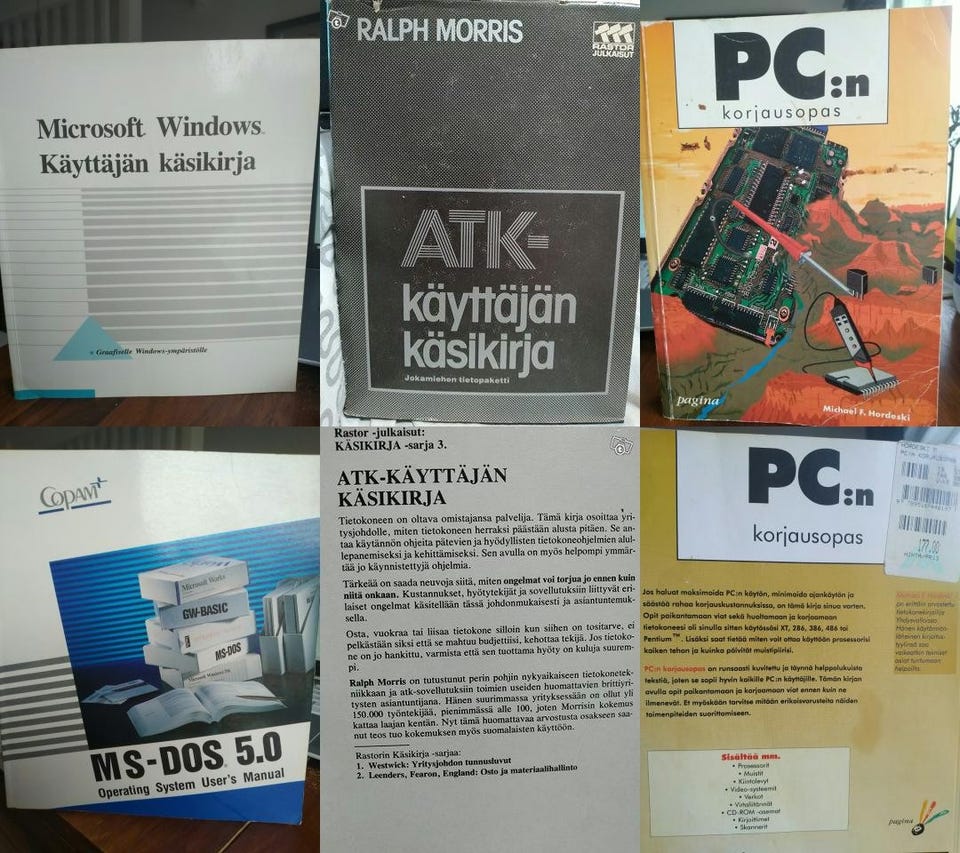 Microsoft Windows
Käyttäjän käsikirja
Graafiselle Windows-ympäristölle
RALPH MORRIS
RASTOR
JULKAISUT
ATK-
käyttäjän
käsikirja
Jokamiehen tietopaketti
PC:n
korjausopas
pagina
Michael F. Hordeski
COPAM
Microsoft Works
GW-BASIC
MS-DOS
MS-DOS 5.0
Operating System User's Manual
Rastor -julkaisut:
KÄSIKIRJA -sarja 3.
ATK-KÄYTTÄJÄN
KÄSIKIRJA
Tietokoneen on oltava omistajansa palvelija. Tämä kirja osoittaa yri-
tysjohdolle, miten tietokoneen herraksi päästään alusta pitäen. Se an-
taa käytännön ohjeita pätevien ja hyödyllisten tietokoneohjelmien alul-
lepanemiseksi ja kehittämiseksi. Sen avulla on myös helpompi ymmär-
tää jo käynnistettyjä ohjelmia.
Tärkeää on saada neuvoja siitä, miten ongelmat voi torjua jo ennen kuin
niitä onkaan. Kustannukset, hyötytekijät ja sovellutuksiin liittyvät eri-
laiset ongelmat käsitellään tässä johdonmukaisesti ja asiantuntemuk-
sella.
Osta, vuokraa tai liisaa tietokone silloin kun siihen on tositarve, ei
pelkästään siksi että se mahtuu budjettiisi, kehottaa tekijä. Jos tietoko-
ne on jo hankittu, varmista että sen tuottama hyöty on kuluja suurem-
pi.
Ralph Morris on tutustunut perin pohjin nykyaikaiseen tietokonetek-
niikkaan ja atk-sovellutuksiin toimien useiden huomattavien brittiyri-
tysten asiantuntijana. Hänen suurimmassa yrityksessään on ollut yli
150.000 työntekijää, pienimmässä alle 100, joten Morrisin kokemus
kattaa laajan kentän. Nyt tämä huomattavaa arvostusta osakseen saa-
nut teos tuo kokemuksen myös suomalaisten käyttöön.
Rastorin Käsikirja -sarjaa:
1. Westwick: Yritysjohdon tunnusluvut
2. Leenders, Fearon, England: Osto ja materiaalihallinto
PC:n
korjausopas
177.00
Jos haluat maksimoida PC:n käytön, minimoida ajankäytön ja
säästää rahaa korjauskustannuksissa, on tämä kirja sinua varten.
Opit paikantamaan viat sekä huoltamaan ja korjaamaan
tietokoneesi oli sinulla sitten käytössäsi XT, 286, 386, 486 tai
Pentium™. Lisäksi saat tietää miten voit ottaa käyttöön prosessorisi
kaiken tehon ja kuinka päivität muistipiirisi.
PC:n korjausopas on runsaasti kuvitettu ja täynnä helppolukuista
tekstiä, joten se sopii hyvin kaikille PC:n käyttäjille. Tämän kirjan
avulla opit paikantamaan ja korjaamaan viat ennen kuin ne
ilmenevät. Et myöskään tarvitse mitään erikoisvarusteita näiden
toimenpiteiden suorittamiseen.
Sisältää mm.
• Prosessorit
• Muistit
• Kiintolevyt
• Video-systeemit
• Verkot
• Virtaliitännät
• CD-ROM -asemat
• Kirjoittimet
• Skannerit
pagina